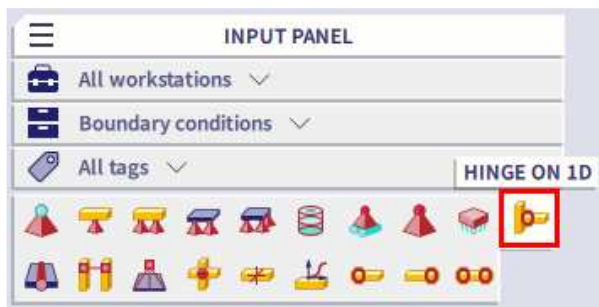 INPUT PANEL
All workstations
Boundary conditions
All tags
HINGE ON 1D